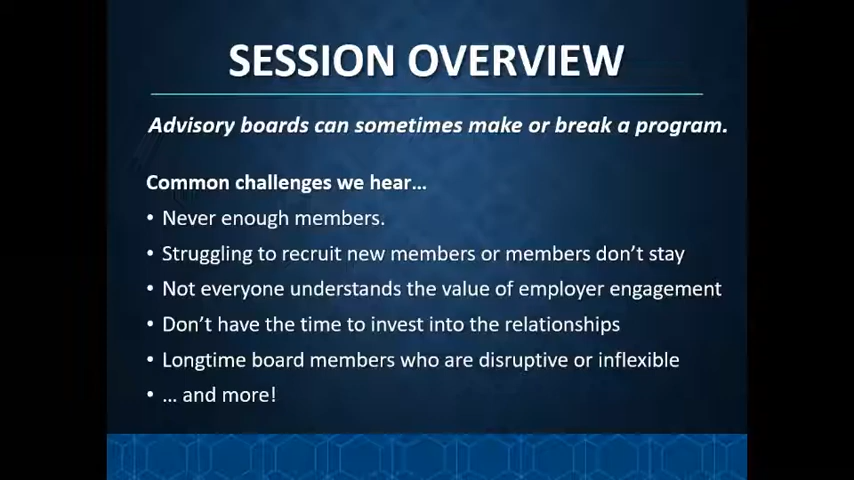 SESSION OVERVIEW
Advisory boards can sometimes make or break a program.
Common challenges we hear…
• Never enough members.
• Struggling to recruit new members or members don’t stay
• Not everyone understands the value of employer engagement
• Don’t have the time to invest into the relationships
• Longtime board members who are disruptive or inflexible
• … and more!